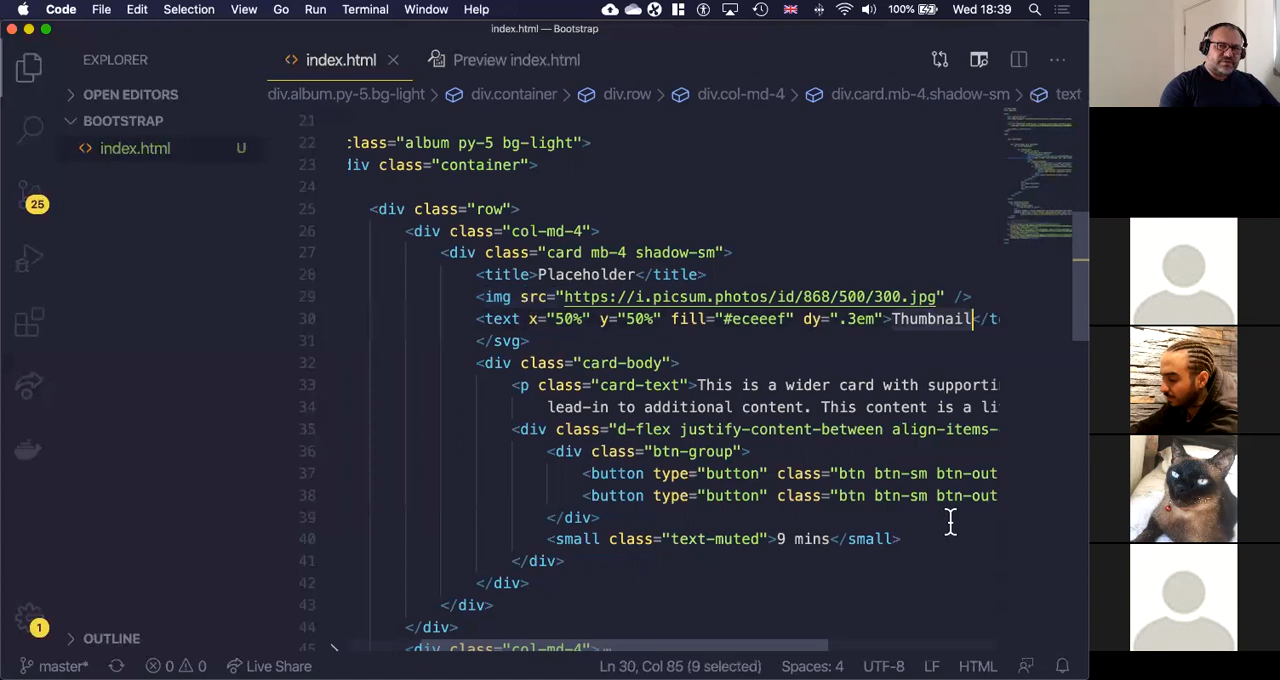 Code File Edit Selection View Go Run Terminal Window Help 100% Wed 18:39
index.html — Bootstrap
EXPLORER
<> index.html
Preview index.html
...
OPEN EDITORS
BOOTSTRAP
<> index.html U
25
1
OUTLINE
div.album.py-5.bg-light > div.container > div.row > div.col-md-4 > div.card.mb-4.shadow-sm > text
21
22 class="album py-5 bg-light">
23 div class="container">
24
25 <div class="row">
26 <div class="col-md-4">
27 <div class="card mb-4 shadow-sm">
28 <title>Placeholder</title>
29 <img src="https://i.picsum.photos/id/868/500/300.jpg" />
30 <text x="50%" y="50%" fill="#eceeef" dy=".3em">Thumbnail</te
31 </svg>
32 <div class="card-body">
33 <p class="card-text">This is a wider card with supporti
34 lead-in to additional content. This content is a li
35 <div class="d-flex justify-content-between align-items-
36 <div class="btn-group">
37 <button type="button" class="btn btn-sm btn-out
38 <button type="button" class="btn btn-sm btn-out
39 </div>
40 <small class="text-muted">9 mins</small>
41 </div>
42 </div>
43 </div>
44 </div>
45 <div class="col-md-4">...
master* 0 0 Live Share Ln 30, Col 85 (9 selected) Spaces: 4 UTF-8 LF HTML